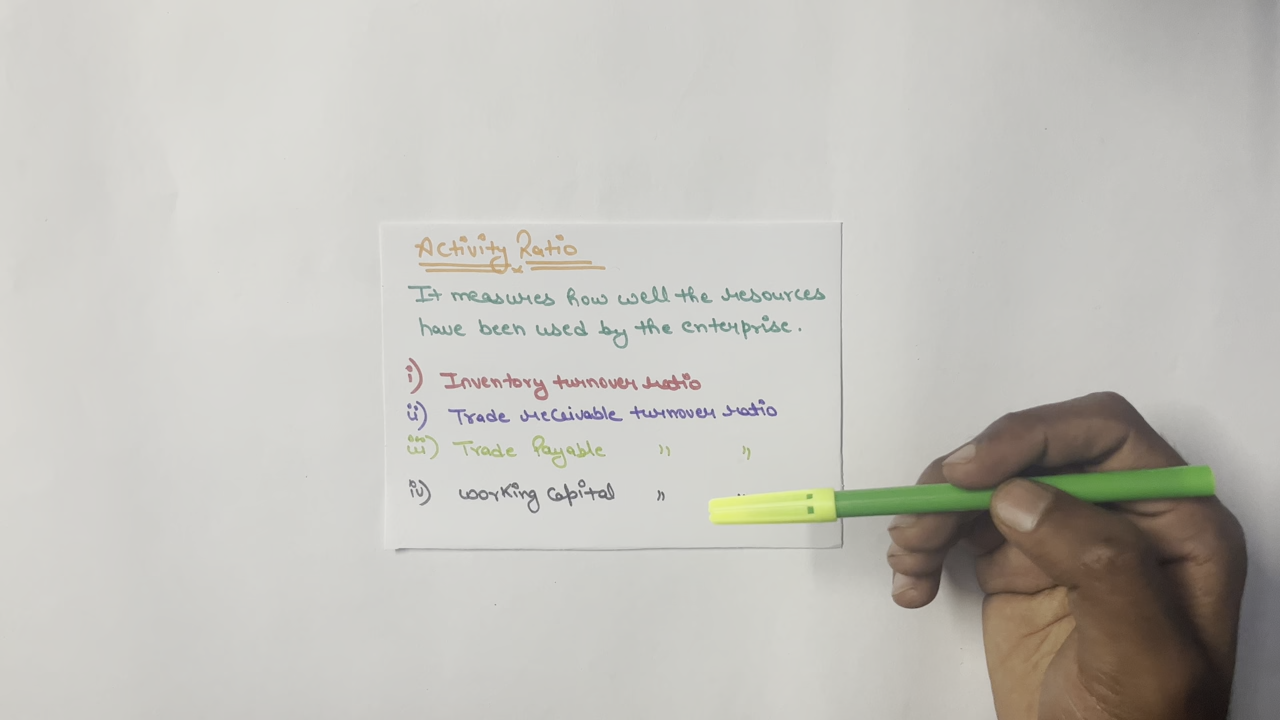 Activity Ratio
It measures how well the resources
have been used by the enterprise.
i) Inventory turnover ratio
ii) Trade receivable turnover ratio
iii) Trade Payable " "
iv) working capital " "